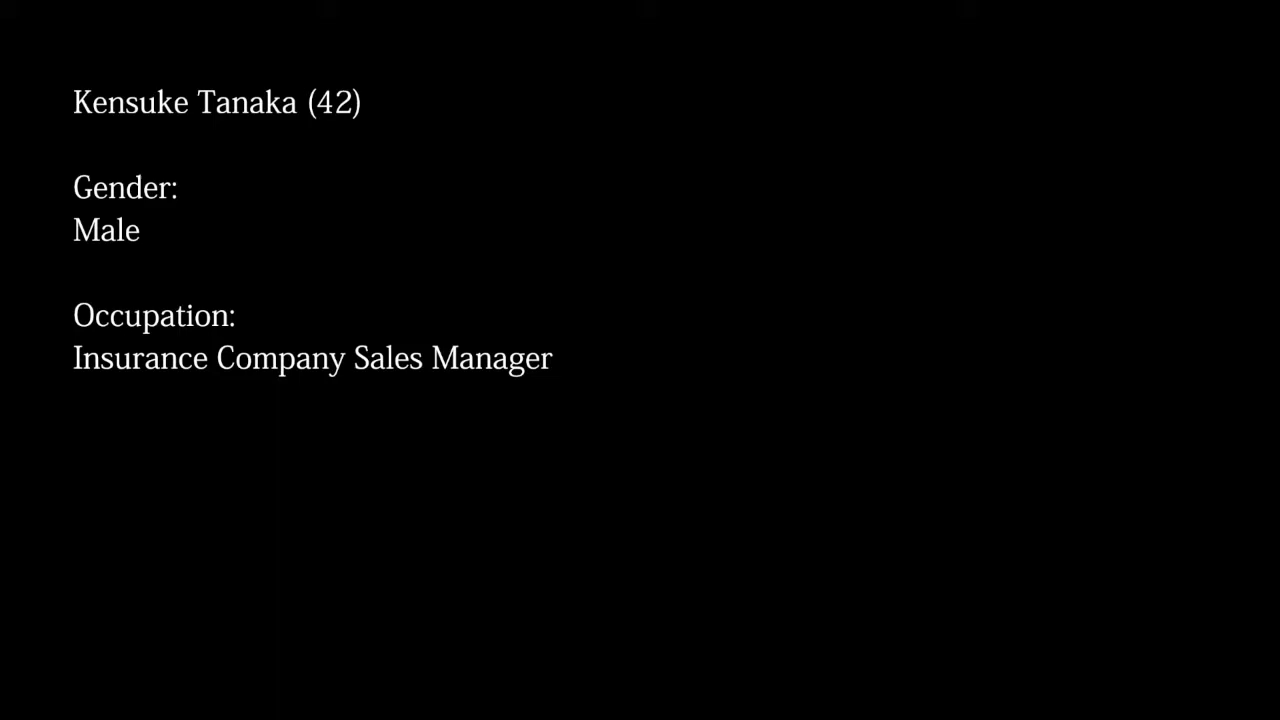 Kensuke Tanaka (42)
Gender:
Male
Occupation:
Insurance Company Sales Manager